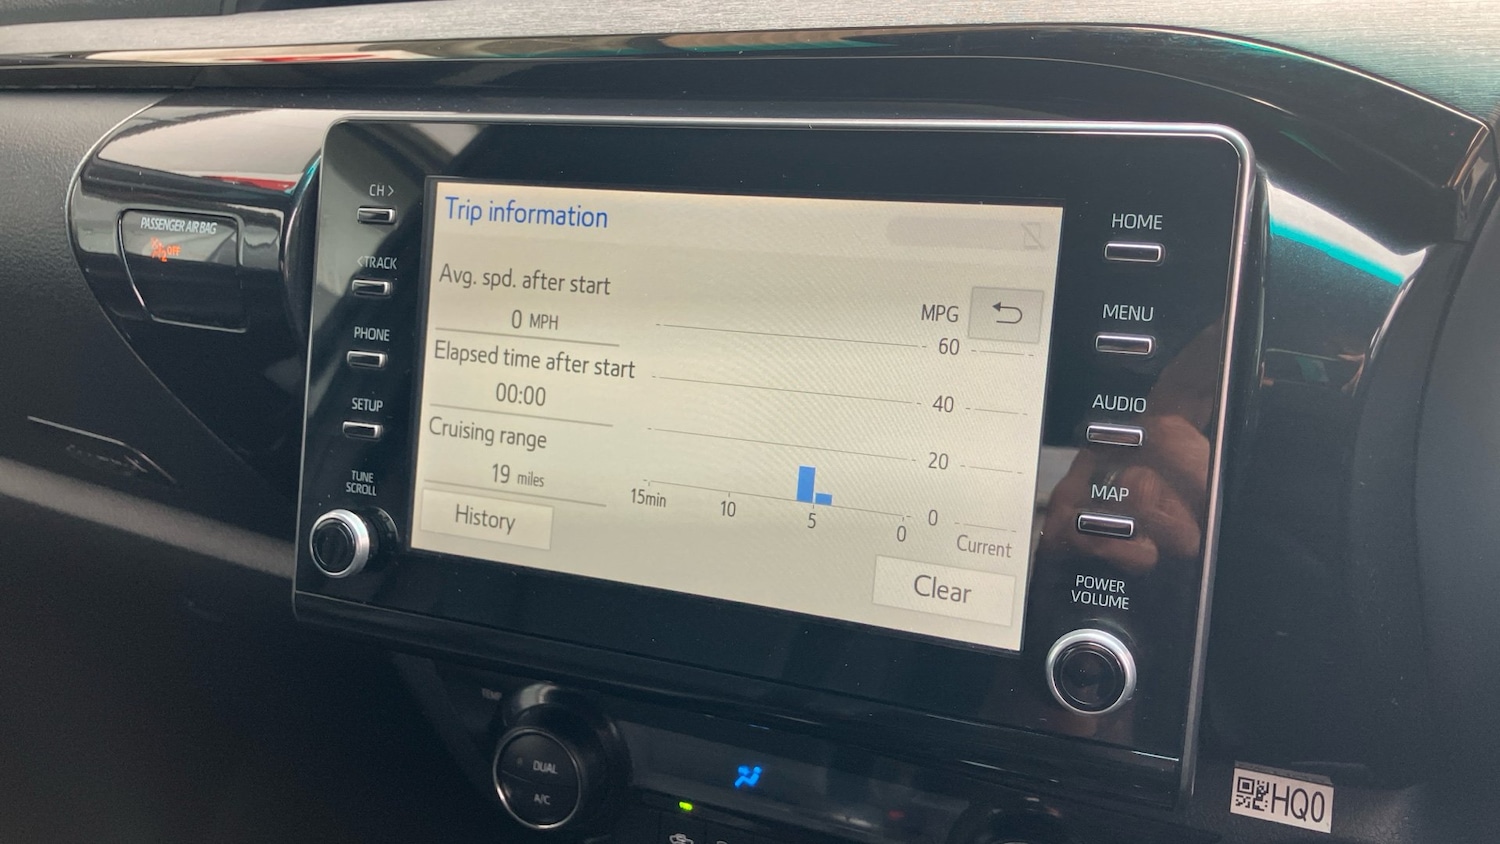 CH >
PASSENGER AIR BAG
OFF
<TRACK
PHONE
SETUP
TUNE
SCROLL
Trip information
Avg. spd. after start
0 MPH
Elapsed time after start
00:00
Cruising range
19 miles
History
MPG
60
40
20
0
15min
10
5
0
Current
Clear
HOME
MENU
AUDIO
MAP
POWER
VOLUME
TEMP
DUAL
A/C
HQ0